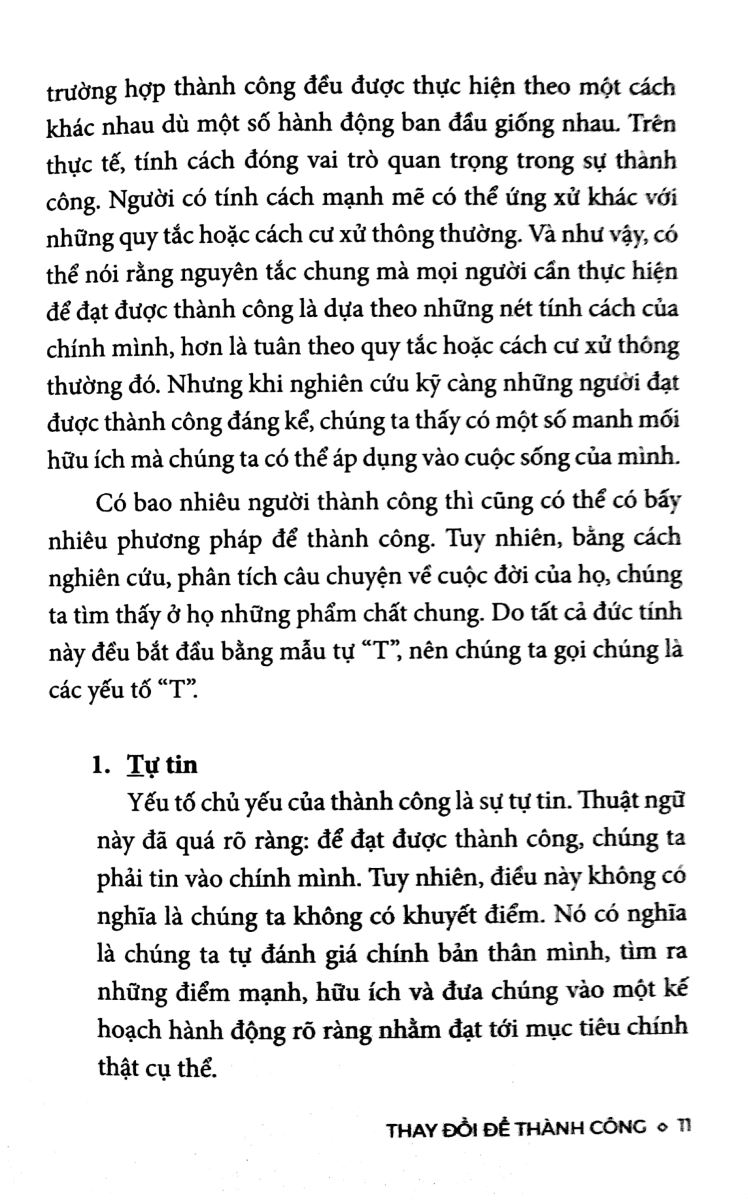 trường hợp thành công đều được thực hiện theo một cách
khác nhau dù một số hành động ban đầu giống nhau. Trên
thực tế, tính cách đóng vai trò quan trọng trong sự thành
công. Người có tính cách mạnh mẽ có thể ứng xử khác với
những quy tắc hoặc cách cư xử thông thường. Và như vậy, có
thể nói rằng nguyên tắc chung mà mọi người cần thực hiện
để đạt được thành công là dựa theo những nét tính cách của
chính mình, hơn là tuân theo quy tắc hoặc cách cư xử thông
thường đó. Nhưng khi nghiên cứu kỹ càng những người đạt
được thành công đáng kể, chúng ta thấy có một số manh mối
hữu ích mà chúng ta có thể áp dụng vào cuộc sống của mình.
Có bao nhiêu người thành công thì cũng có thể có bấy
nhiêu phương pháp để thành công. Tuy nhiên, bằng cách
nghiên cứu, phân tích câu chuyện về cuộc đời của họ, chúng
ta tìm thấy ở họ những phẩm chất chung. Do tất cả đức tính
này đều bắt đầu bằng mẫu tự “T”, nên chúng ta gọi chúng là
các yếu tố “T”.
1. Tự tin
Yếu tố chủ yếu của thành công là sự tự tin. Thuật ngữ
này đã quá rõ ràng: để đạt được thành công, chúng ta
phải tin vào chính mình. Tuy nhiên, điều này không có
nghĩa là chúng ta không có khuyết điểm. Nó có nghĩa
là chúng ta tự đánh giá chính bản thân mình, tìm ra
những điểm mạnh, hữu ích và đưa chúng vào một kế
hoạch hành động rõ ràng nhằm đạt tới mục tiêu chính
thật cụ thể.
THAY ĐỔI ĐỂ THÀNH CÔNG ⋄ 11